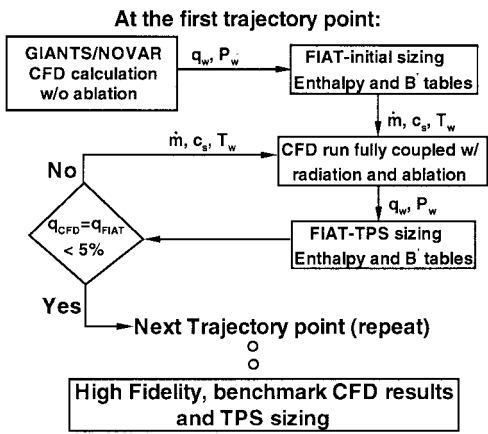 At the first trajectory point:
GIANTS/NOVAR
CFD calculation
w/o ablation
q_w, P_w
FIAT-initial sizing
Enthalpy and B' tables
ṁ, c_s, T_w
ṁ, c_s, T_w
CFD run fully coupled w/
radiation and ablation
No
q_w, P_w
q_CFD=q_FIAT
< 5%
FIAT-TPS sizing
Enthalpy and B' tables
Yes
Next Trajectory point (repeat)
High Fidelity, benchmark CFD results
and TPS sizing